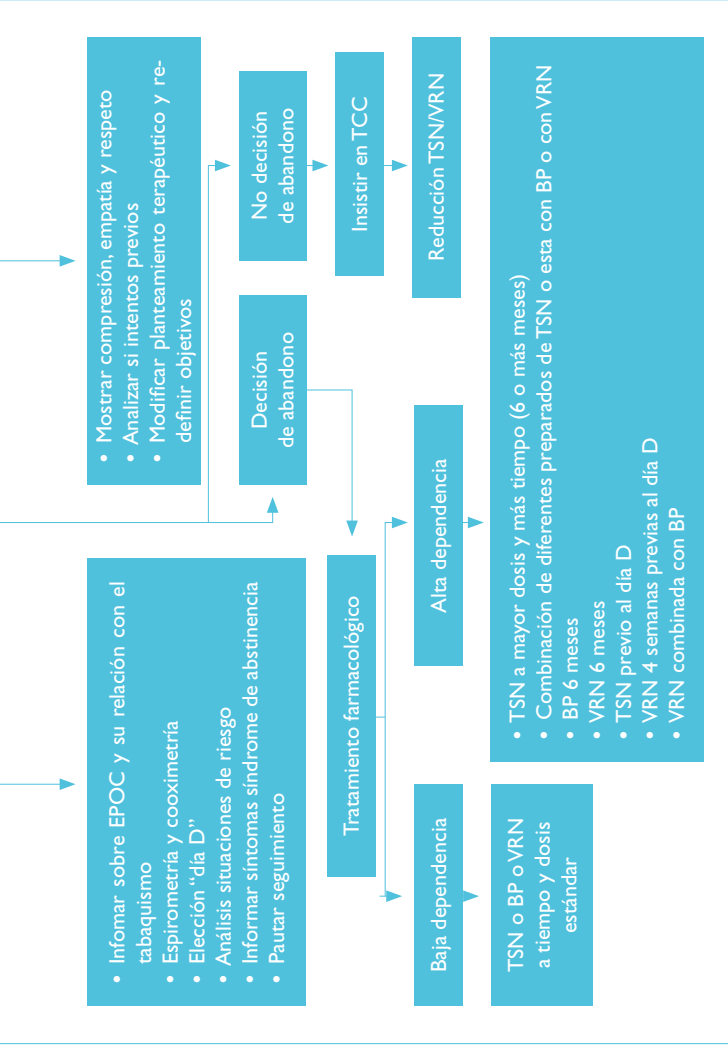 • Infomar sobre EPOC y su relación con el
tabaquismo
• Espirometría y cooximetría
• Elección “día D”
• Análisis situaciones de riesgo
• Informar síntomas síndrome de abstinencia
• Pautar seguimiento
• Mostrar compresión, empatía y respeto
• Analizar si intentos previos
• Modificar planteamiento terapéutico y re-
definir objetivos
Decisión
de abandono
No decisión
de abandono
Insistir en TCC
Reducción TSN/VRN
Tratamiento farmacológico
Baja dependencia
Alta dependencia
TSN o BP o VRN
a tiempo y dosis
estándar
• TSN a mayor dosis y más tiempo (6 o más meses)
• Combinación de diferentes preparados de TSN o esta con BP o con VRN
• BP 6 meses
• VRN 6 meses
• TSN previo al día D
• VRN 4 semanas previas al día D
• VRN combinada con BP